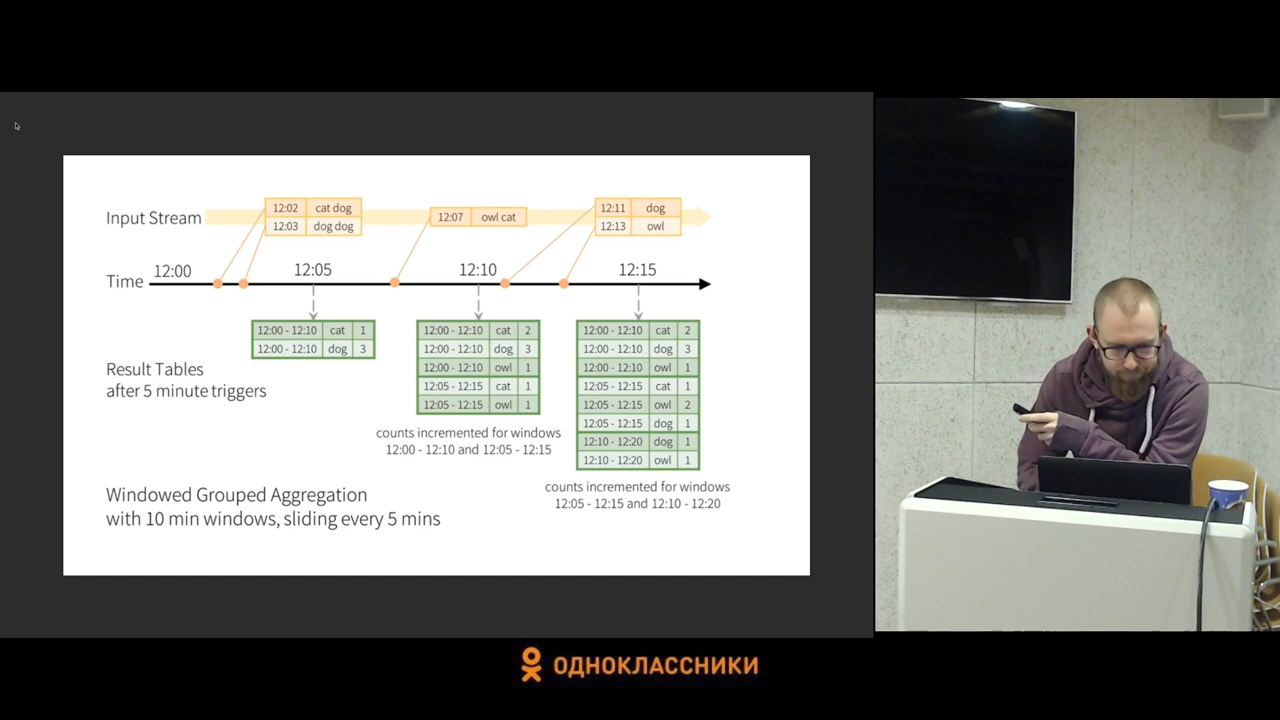 Input Stream
12:02 cat dog
12:03 dog dog
12:07 owl cat
12:11 dog
12:13 owl
Time
12:00
12:05
12:10
12:15
Result Tables
after 5 minute triggers
12:00 - 12:10 cat 1
12:00 - 12:10 dog 3
12:00 - 12:10 cat 2
12:00 - 12:10 dog 3
12:00 - 12:10 owl 1
12:05 - 12:15 cat 1
12:05 - 12:15 owl 1
counts incremented for windows
12:00 - 12:10 and 12:05 - 12:15
12:00 - 12:10 cat 2
12:00 - 12:10 dog 3
12:00 - 12:10 owl 1
12:05 - 12:15 cat 1
12:05 - 12:15 owl 2
12:05 - 12:15 dog 1
12:10 - 12:20 dog 1
12:10 - 12:20 owl 1
counts incremented for windows
12:05 - 12:15 and 12:10 - 12:20
Windowed Grouped Aggregation
with 10 min windows, sliding every 5 mins
ОДНОКЛАССНИКИ